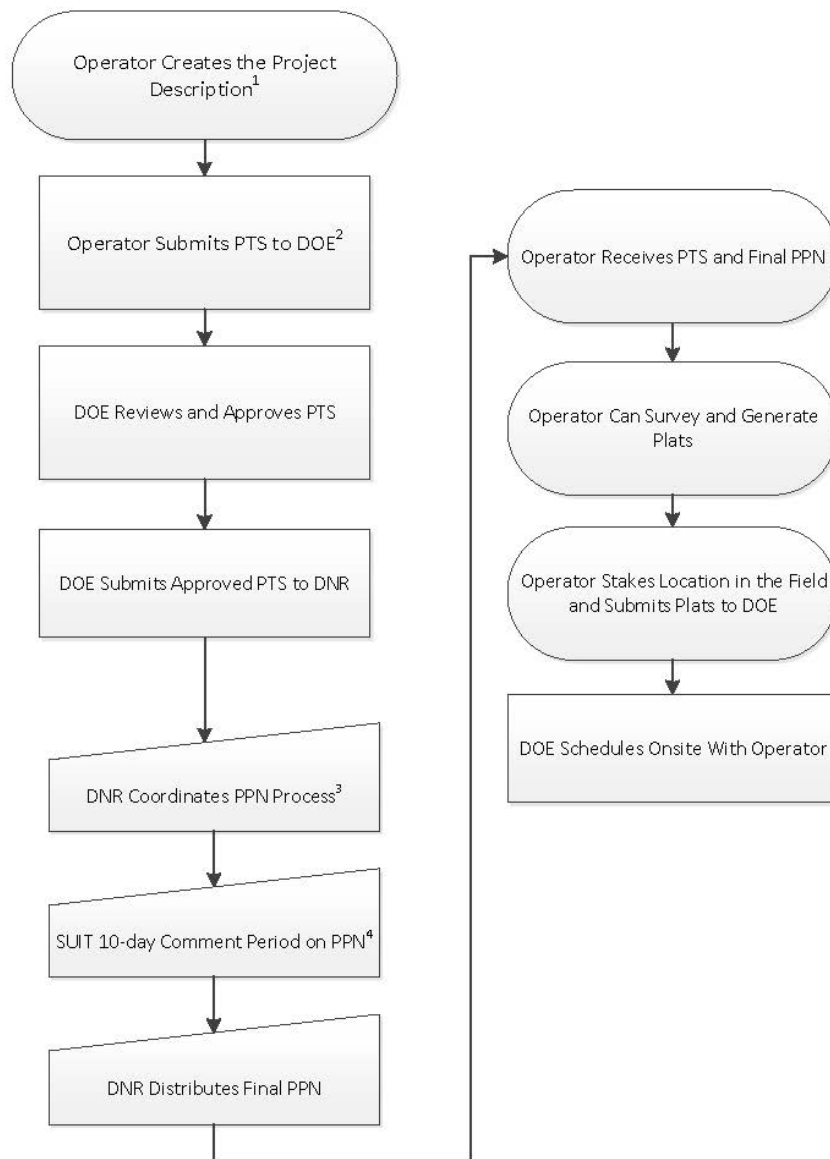 Operator Creates the Project
Description¹
Operator Submits PTS to DOE²
DOE Reviews and Approves PTS
DOE Submits Approved PTS to DNR
DNR Coordinates PPN Process³
SUIT 10-day Comment Period on PPN⁴
DNR Distributes Final PPN
Operator Receives PTS and Final PPN
Operator Can Survey and Generate
Plats
Operator Stakes Location in the Field
and Submits Plats to DOE
DOE Schedules Onsite With Operator